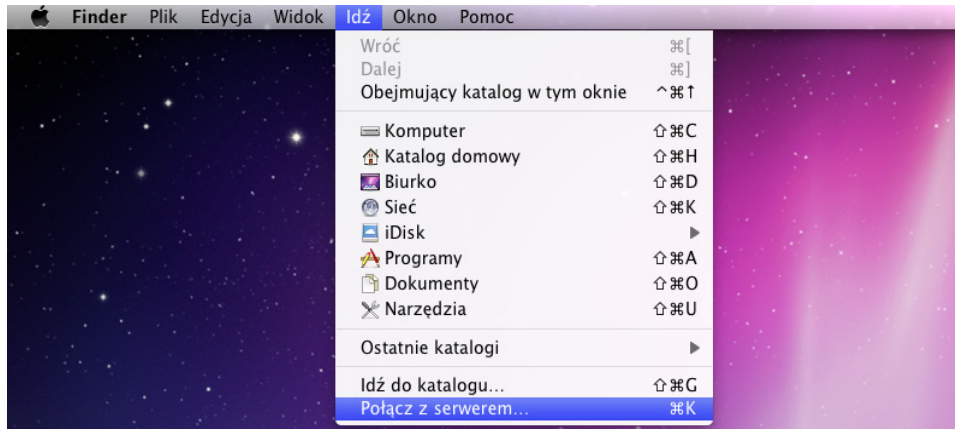 Finder Plik Edycja Widok Idź Okno Pomoc
Wróć ⌘[
Dalej ⌘]
Obejmujący katalog w tym oknie ^⌘↑
Komputer ⇧⌘C
Katalog domowy ⇧⌘H
Biurko ⇧⌘D
Sieć ⇧⌘K
iDisk ▶
Programy ⇧⌘A
Dokumenty ⇧⌘O
Narzędzia ⇧⌘U
Ostatnie katalogi ▶
Idź do katalogu... ⇧⌘G
Połącz z serwerem... ⌘K